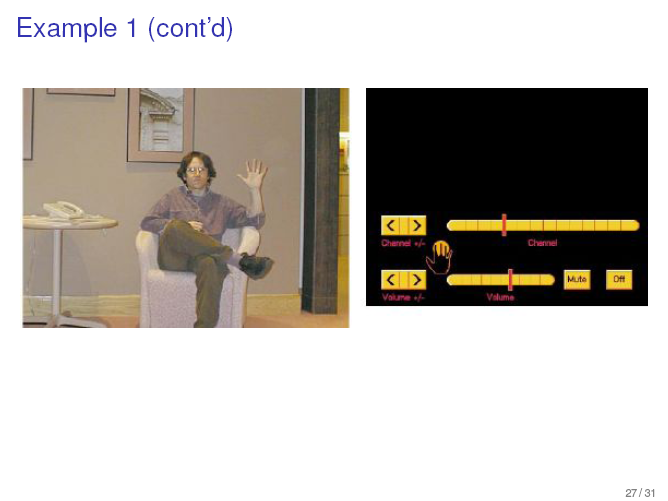 Example 1 (cont’d)
Channel +/-
Channel
Volume +/-
Volume
Mute
Off
27 / 31